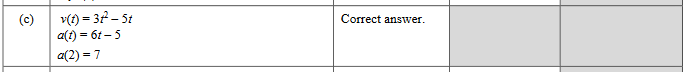 (c) v(t) = 3t² – 5t Correct answer.
a(t) = 6t – 5
a(2) = 7